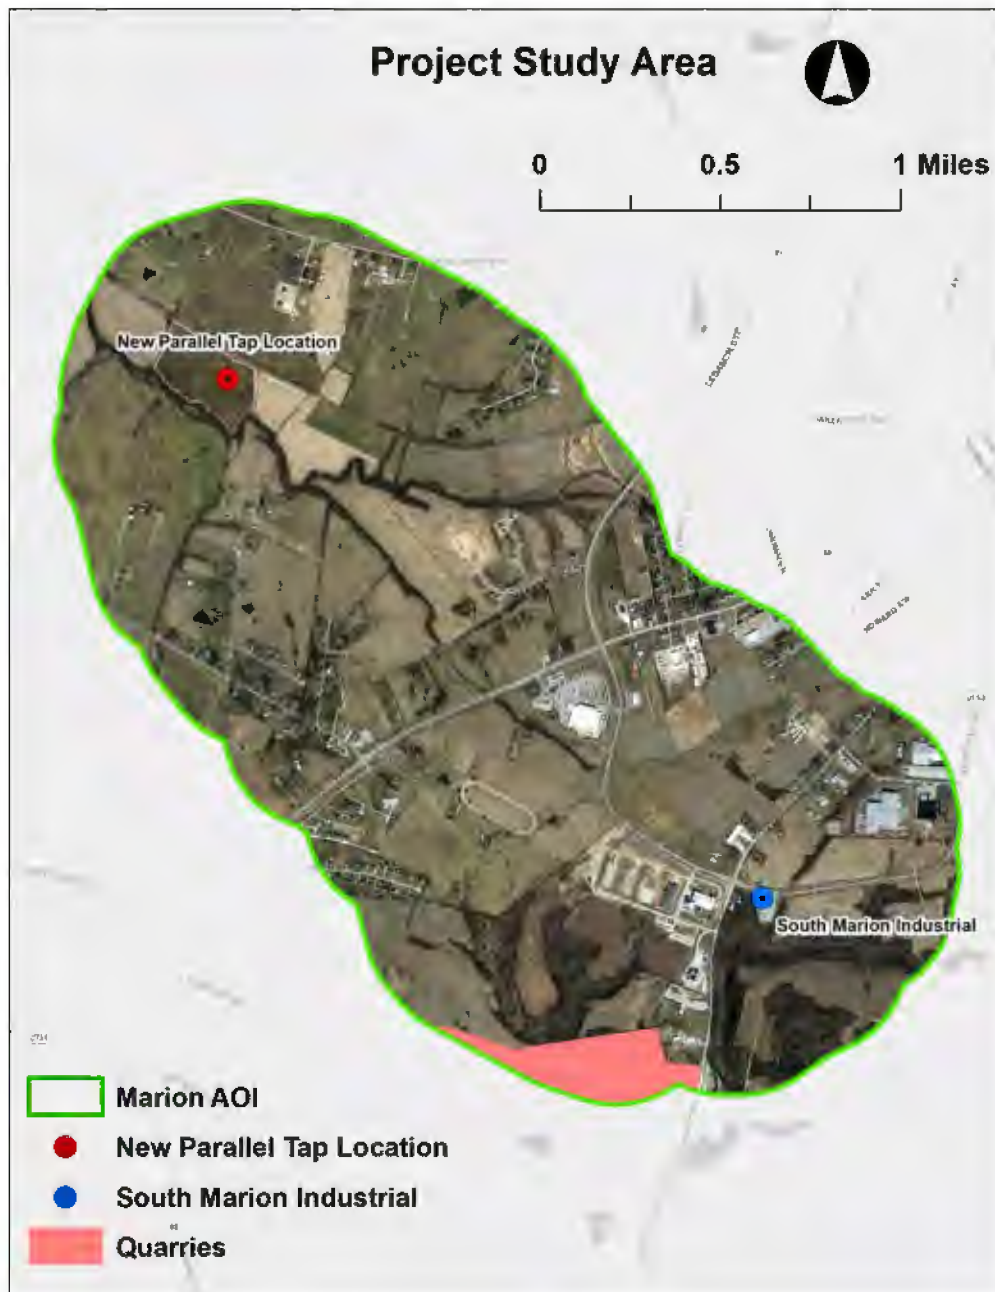 Project Study Area
0 0.5 1 Miles
New Parallel Tap Location
South Marion Industrial
Marion AOI
New Parallel Tap Location
South Marion Industrial
Quarries